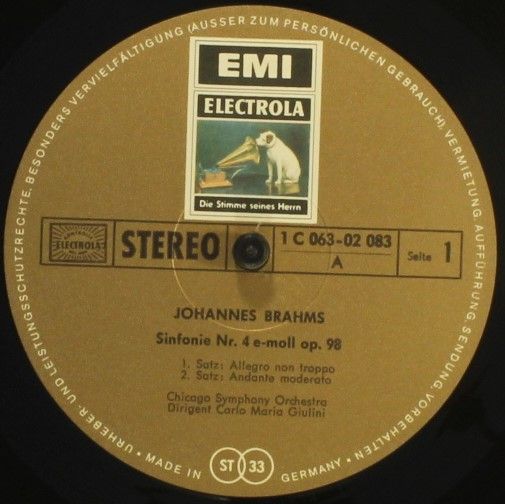 URHEBER- UND LEISTUNGSSCHUTZRECHTE, BESONDERS VERVIELFÄLTIGUNG (AUSSER ZUM PERSÖNLICHEN GEBRAUCH), VERMIETUNG, AUFFÜHRUNG, SENDUNG, VORBEHALTEN ·
EMI
ELECTROLA
Die Stimme seines Herrn
ELECTROLA
STEREO
1 C 063-02 083
A
Seite 1
JOHANNES BRAHMS
Sinfonie Nr. 4 e-moll op. 98
1. Satz: Allegro non troppo
2. Satz: Andante moderato
Chicago Symphony Orchestra
Dirigent Carlo Maria Giulini
· MADE IN
ST 33
GERMANY ·